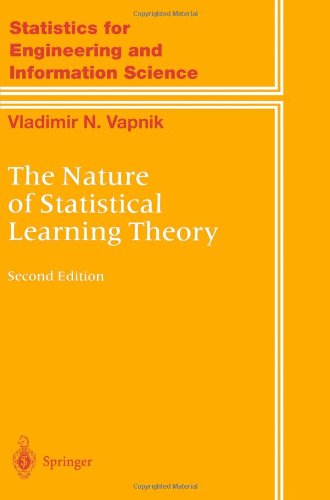 Statistics for
Engineering and
Information Science
Vladimir N. Vapnik
The Nature
of Statistical
Learning Theory
Second Edition
Springer